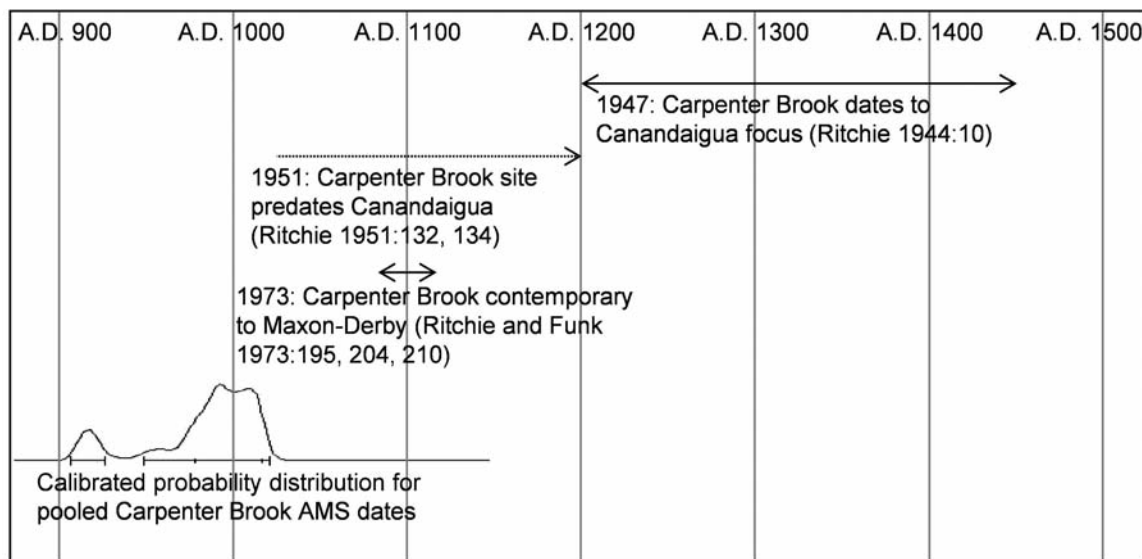 A.D. 900 A.D. 1000 A.D. 1100 A.D. 1200 A.D. 1300 A.D. 1400 A.D. 1500
1947: Carpenter Brook dates to
Canandaigua focus (Ritchie 1944:10)
1951: Carpenter Brook site
predates Canandaigua
(Ritchie 1951:132, 134)
1973: Carpenter Brook contemporary
to Maxon-Derby (Ritchie and Funk
1973:195, 204, 210)
Calibrated probability distribution for
pooled Carpenter Brook AMS dates